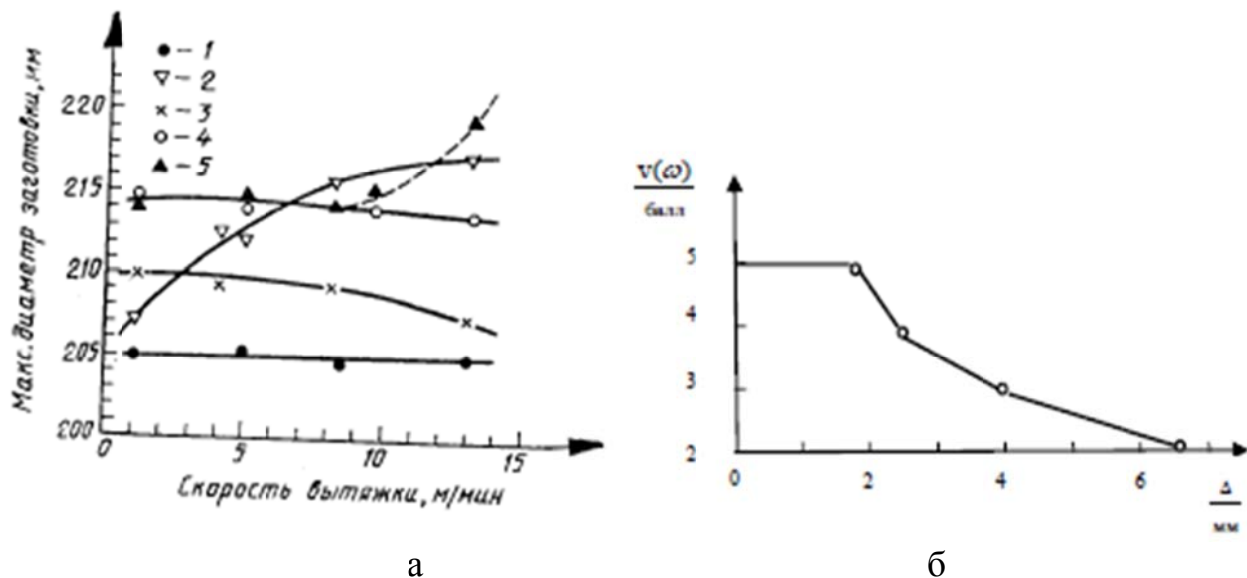 Макс. диаметр заготовки, мм
220
215
210
205
200
● – 1
▽ – 2
× – 3
○ – 4
▲ – 5
0 5 10 15
Скорость вытяжки, м/мин
а
v(ω)
балл
5
4
3
2
0 2 4 6
Δ
мм
б